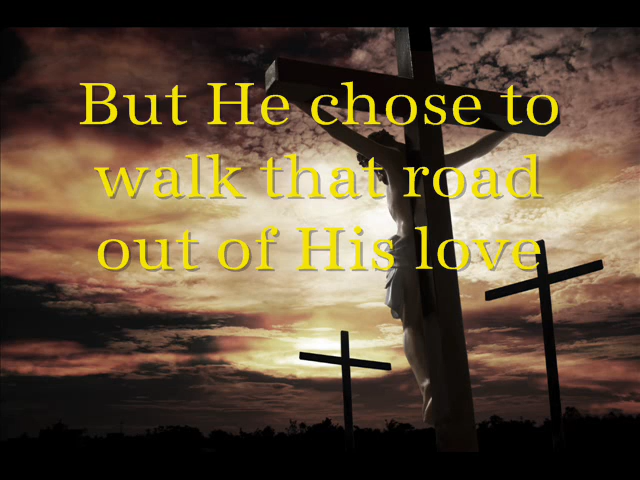 But He chose to
walk that road
out of His love